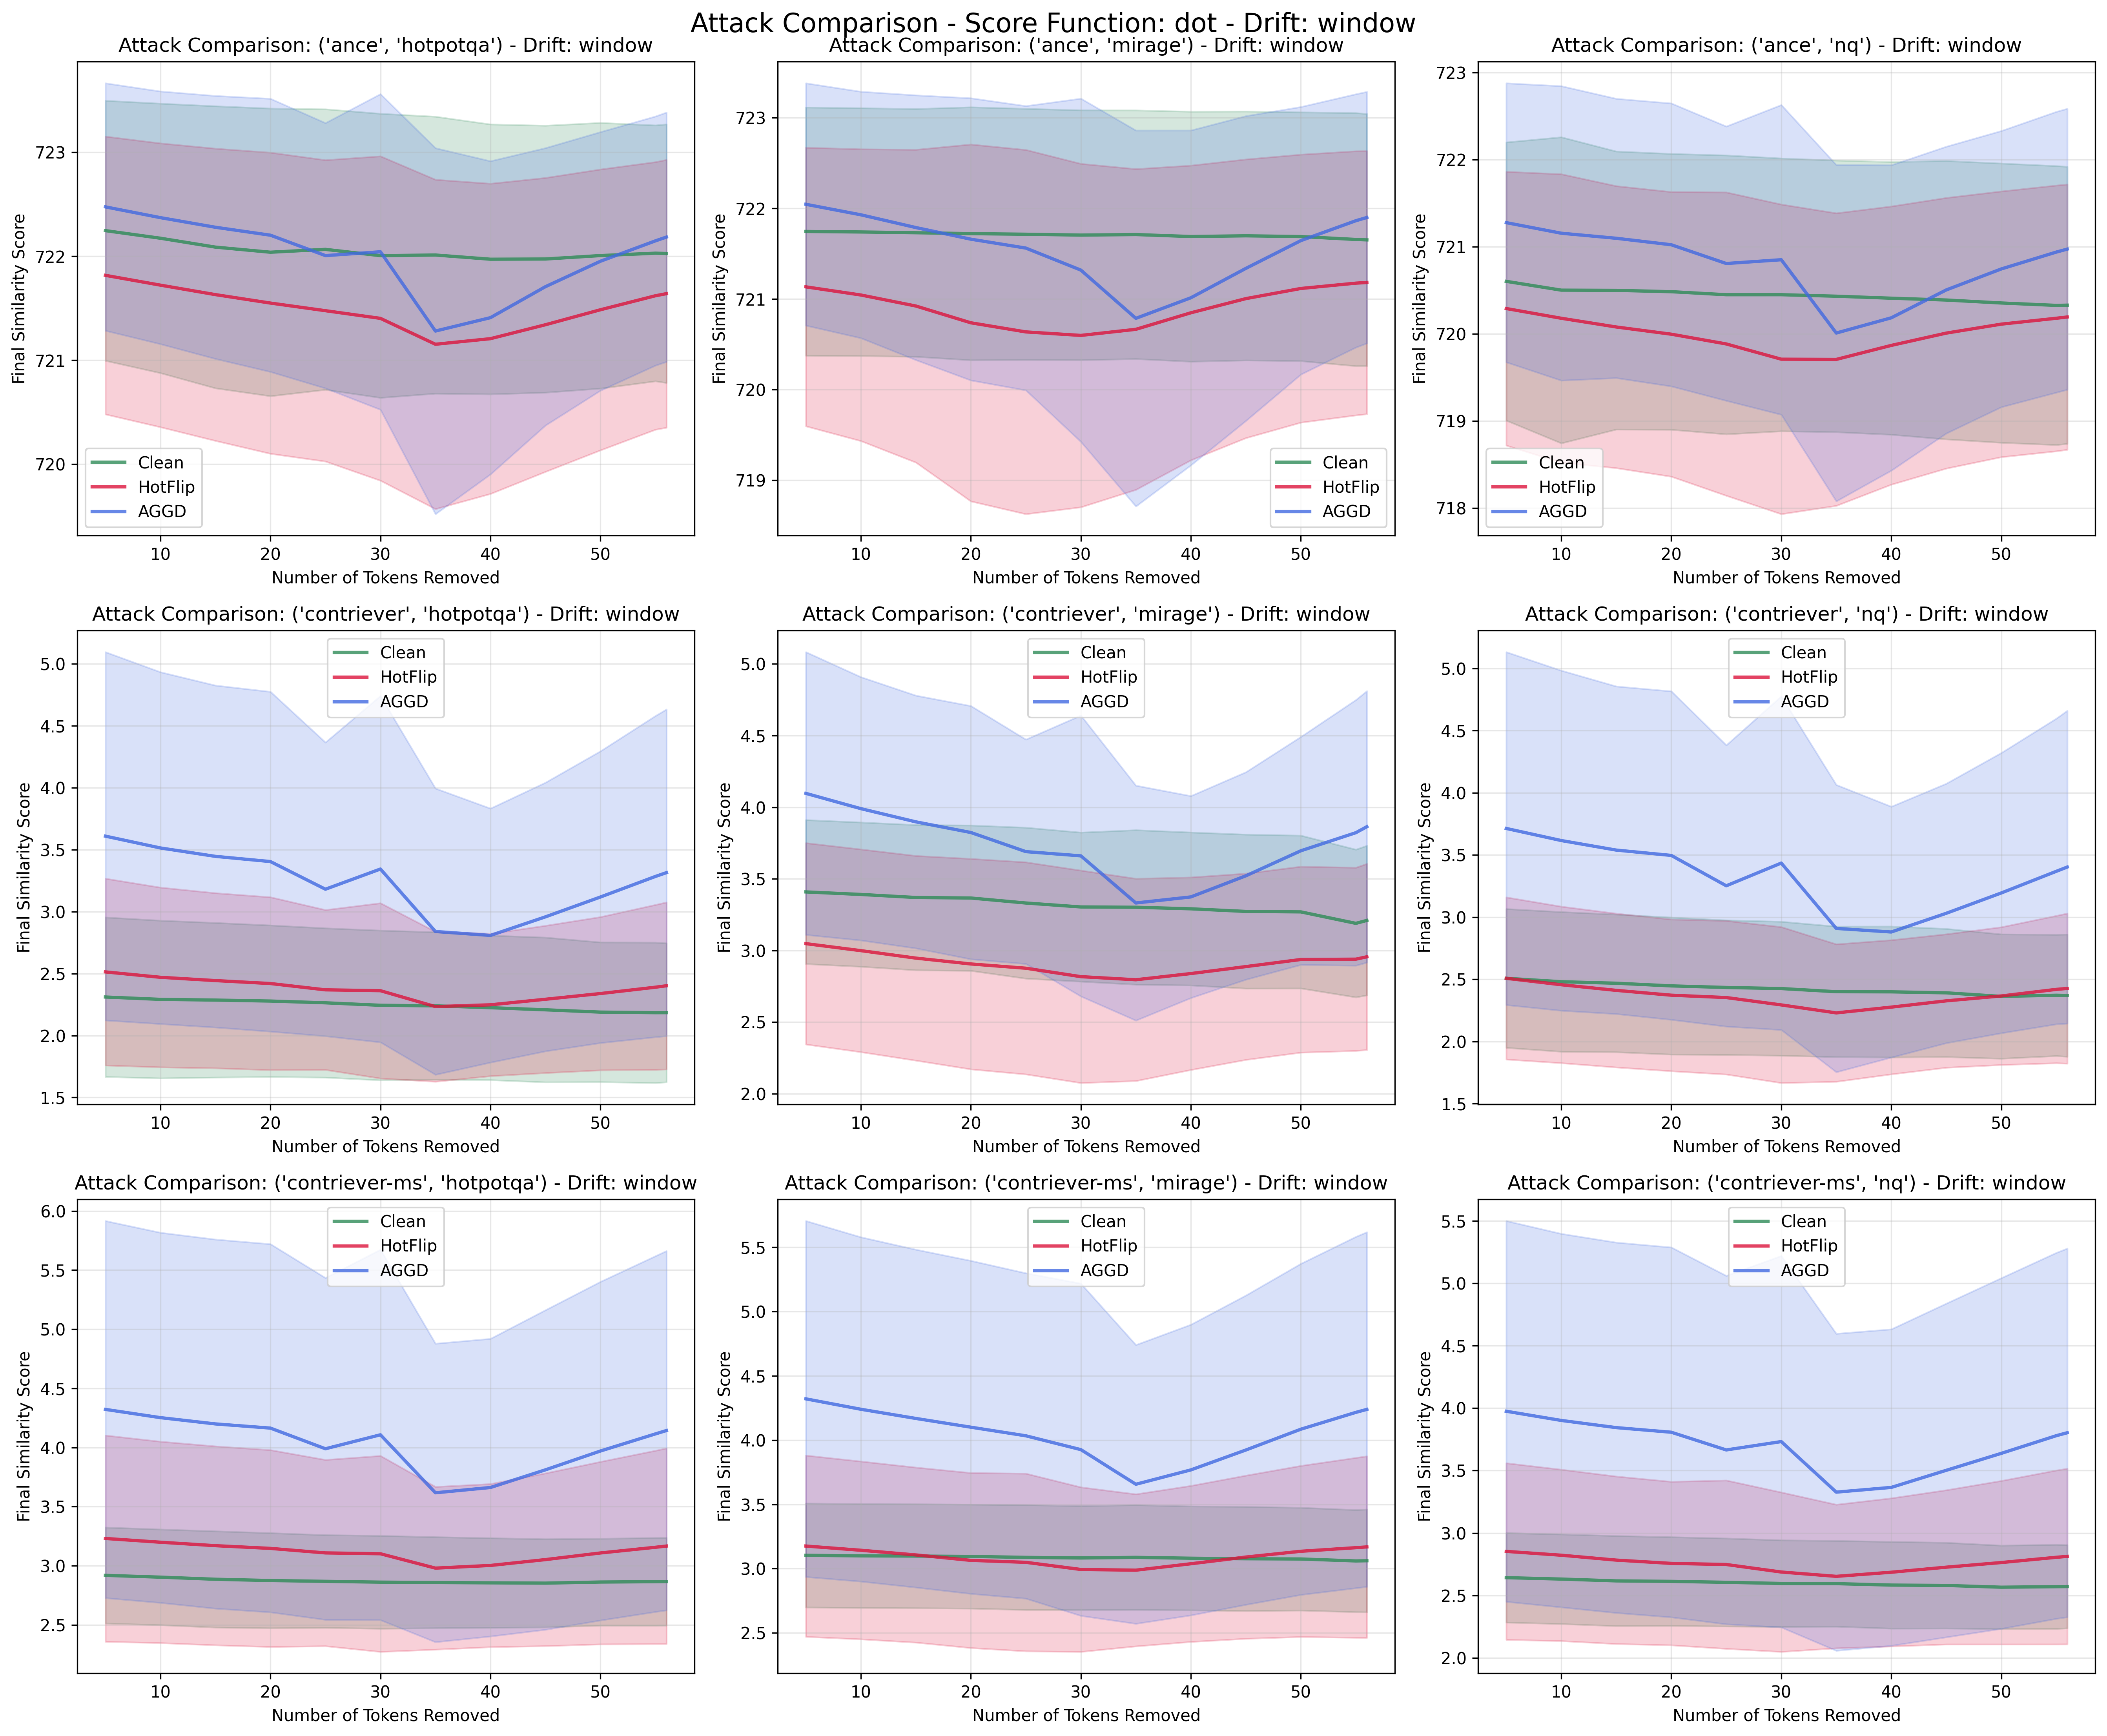 Attack Comparison - Score Function: dot - Drift: window
Attack Comparison: ('ance', 'hotpotqa') - Drift: window
723
722
721
720
Final Similarity Score
Clean
HotFlip
AGGD
10 20 30 40 50
Number of Tokens Removed
Attack Comparison: ('ance', 'mirage') - Drift: window
723
722
721
720
719
Final Similarity Score
Clean
HotFlip
AGGD
10 20 30 40 50
Number of Tokens Removed
Attack Comparison: ('ance', 'nq') - Drift: window
723
722
721
720
719
718
Final Similarity Score
Clean
HotFlip
AGGD
10 20 30 40 50
Number of Tokens Removed
Attack Comparison: ('contriever', 'hotpotqa') - Drift: window
5.0
4.5
4.0
3.5
3.0
2.5
2.0
1.5
Final Similarity Score
Clean
HotFlip
AGGD
10 20 30 40 50
Number of Tokens Removed
Attack Comparison: ('contriever', 'mirage') - Drift: window
5.0
4.5
4.0
3.5
3.0
2.5
2.0
Final Similarity Score
Clean
HotFlip
AGGD
10 20 30 40 50
Number of Tokens Removed
Attack Comparison: ('contriever', 'nq') - Drift: window
5.0
4.5
4.0
3.5
3.0
2.5
2.0
1.5
Final Similarity Score
Clean
HotFlip
AGGD
10 20 30 40 50
Number of Tokens Removed
Attack Comparison: ('contriever-ms', 'hotpotqa') - Drift: window
6.0
5.5
5.0
4.5
4.0
3.5
3.0
2.5
Final Similarity Score
Clean
HotFlip
AGGD
10 20 30 40 50
Number of Tokens Removed
Attack Comparison: ('contriever-ms', 'mirage') - Drift: window
5.5
5.0
4.5
4.0
3.5
3.0
2.5
Final Similarity Score
Clean
HotFlip
AGGD
10 20 30 40 50
Number of Tokens Removed
Attack Comparison: ('contriever-ms', 'nq') - Drift: window
5.5
5.0
4.5
4.0
3.5
3.0
2.5
2.0
Final Similarity Score
Clean
HotFlip
AGGD
10 20 30 40 50
Number of Tokens Removed